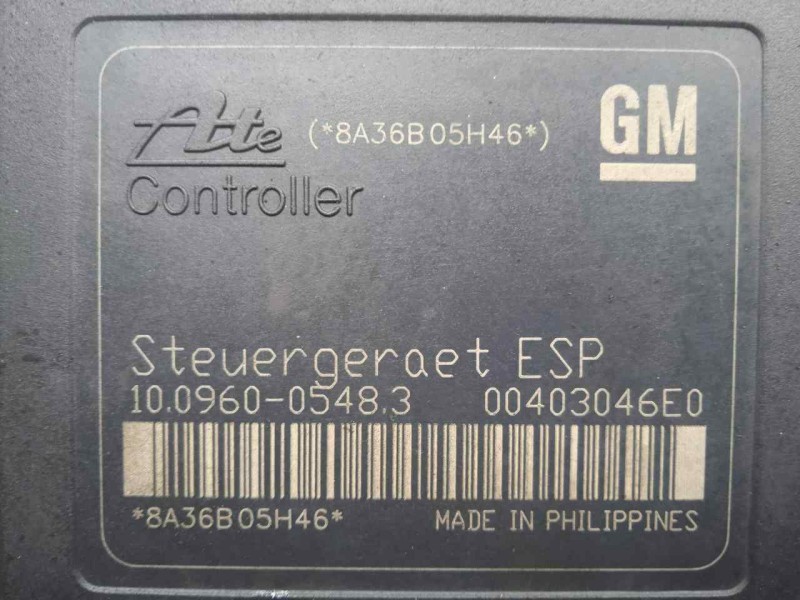 Ate (*8A36B05H46*) GM
Controller
Steuergeraet ESP
10.0960-0548.3 00403046E0
*8A36B05H46* MADE IN PHILIPPINES